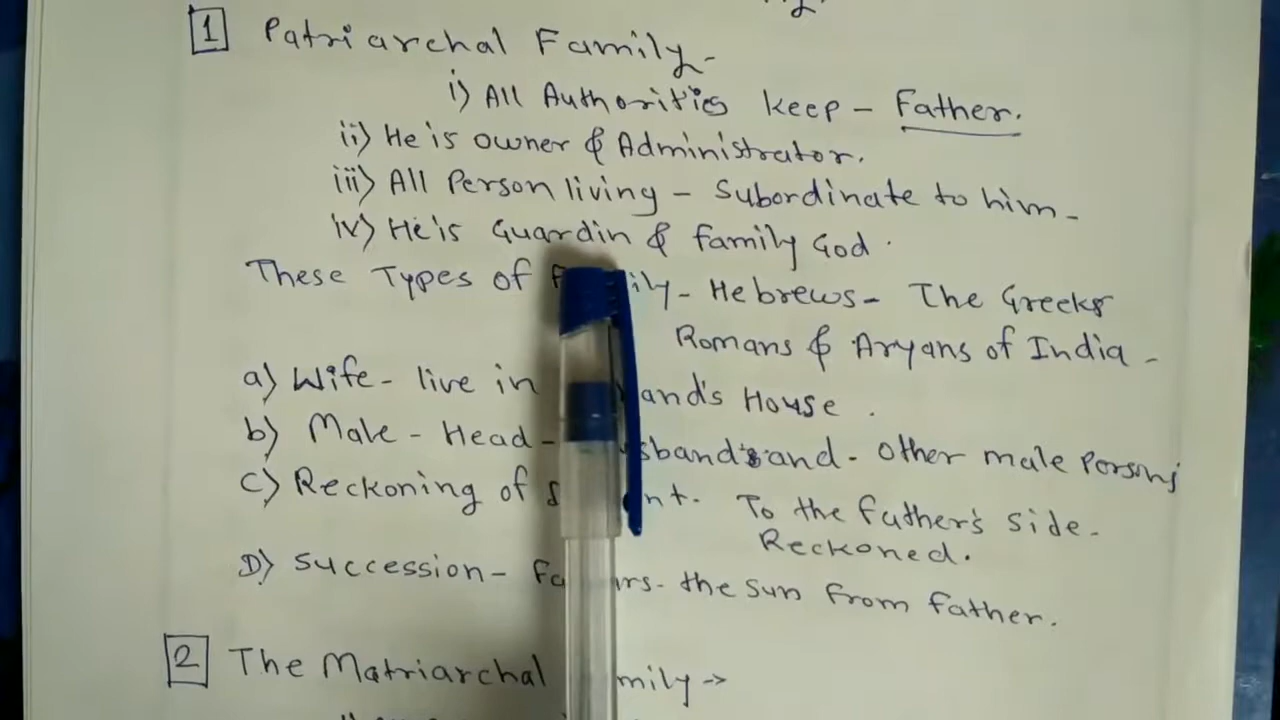 1 Patriarchal Family-
i) All Authorities keep - Father.
ii) He is owner & Administrator.
iii) All Person living - Subordinate to him -
iv) He is Guardin & family God.
These Types of - Hebrews - The Greeks
Romans & Aryans of India -
a) Wife - live in House.
b) Male - Head - and - other male Persons
c) Reckoning of To the father's side -
Reckoned.
D) Succession - the sun from father.
2 The Matriarchal →